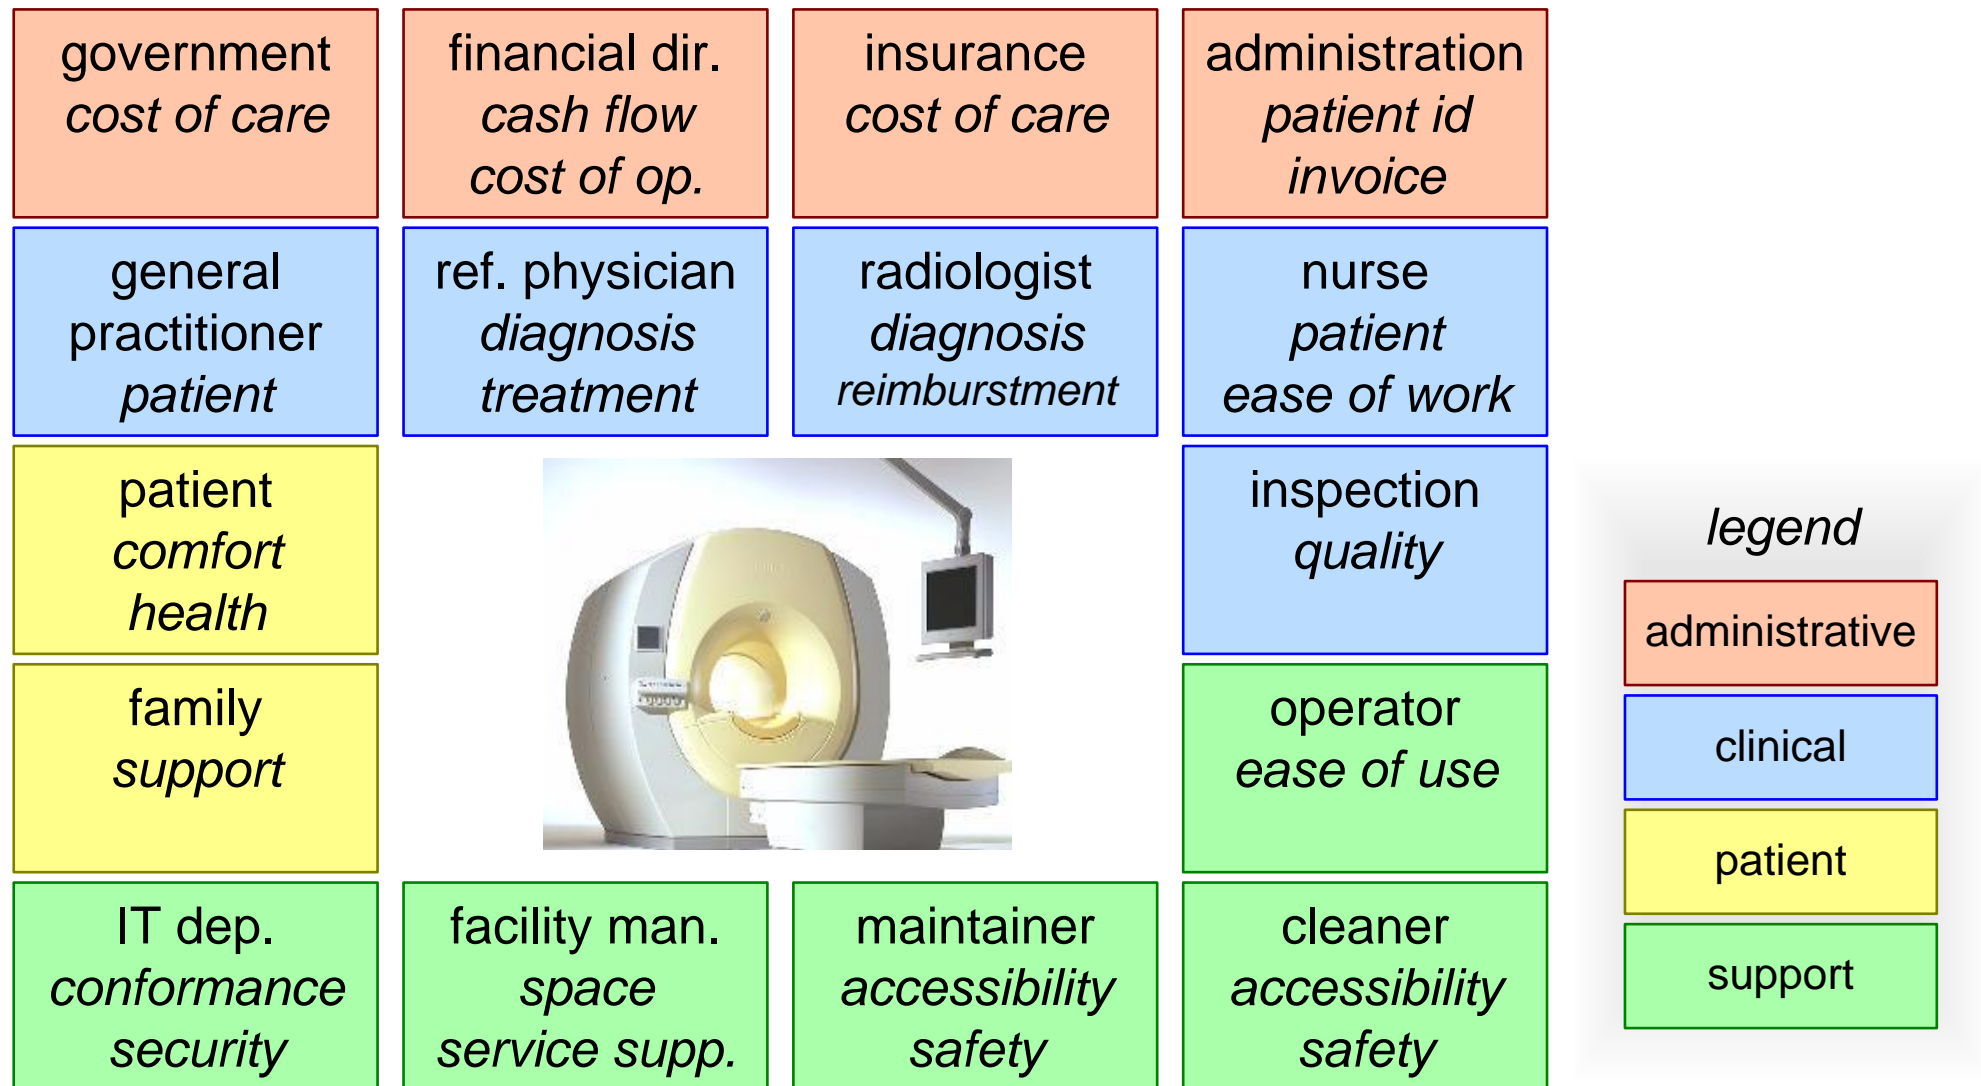 government
cost of care
financial dir.
cash flow
cost of op.
insurance
cost of care
administration
patient id
invoice
general
practitioner
patient
ref. physician
diagnosis
treatment
radiologist
diagnosis
reimburstment
nurse
patient
ease of work
patient
comfort
health
inspection
quality
family
support
operator
ease of use
IT dep.
conformance
security
facility man.
space
service supp.
maintainer
accessibility
safety
cleaner
accessibility
safety
legend
administrative
clinical
patient
support